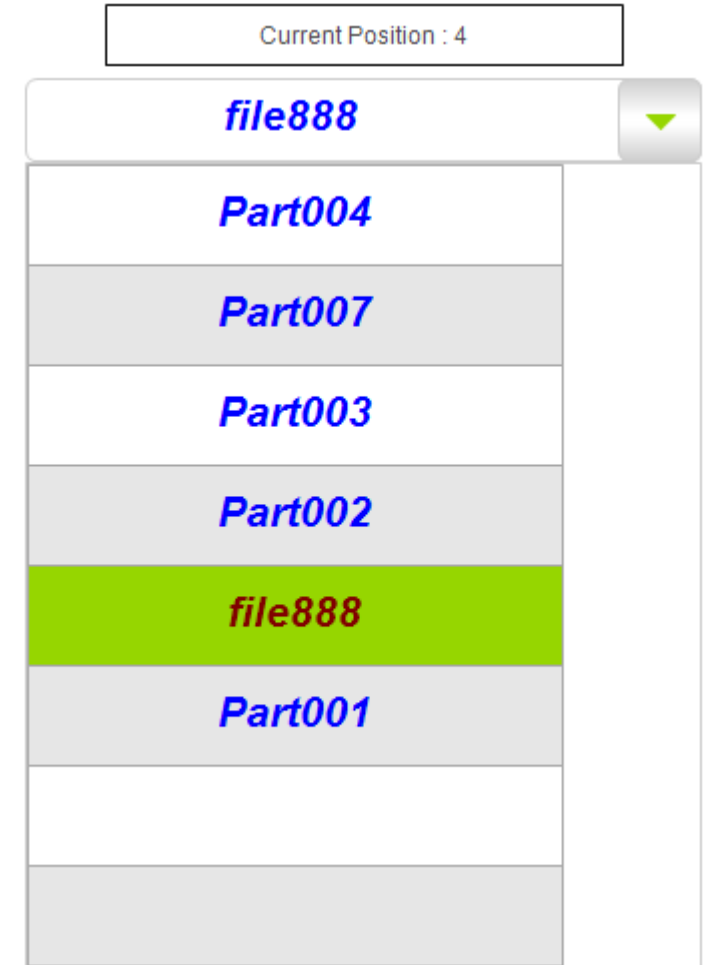 Current Position : 4
file888
Part004
Part007
Part003
Part002
file888
Part001